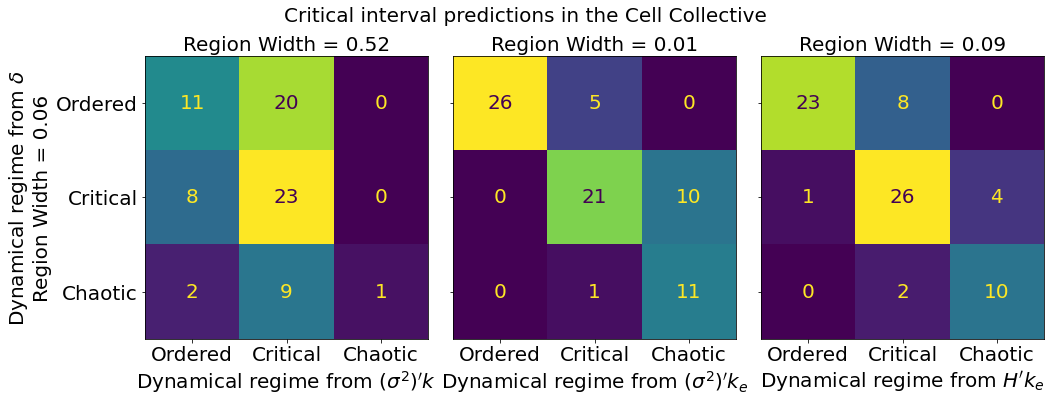 Critical interval predictions in the Cell Collective
Region Width = 0.52
Region Width = 0.01
Region Width = 0.09
Dynamical regime from δ
Region Width = 0.06
Ordered
11 20 0
26 5 0
23 8 0
Critical
8 23 0
0 21 10
1 26 4
Chaotic
2 9 1
0 1 11
0 2 10
Ordered Critical Chaotic
Ordered Critical Chaotic
Ordered Critical Chaotic
Dynamical regime from (σ²)′k
Dynamical regime from (σ²)′kₑ
Dynamical regime from H′kₑ